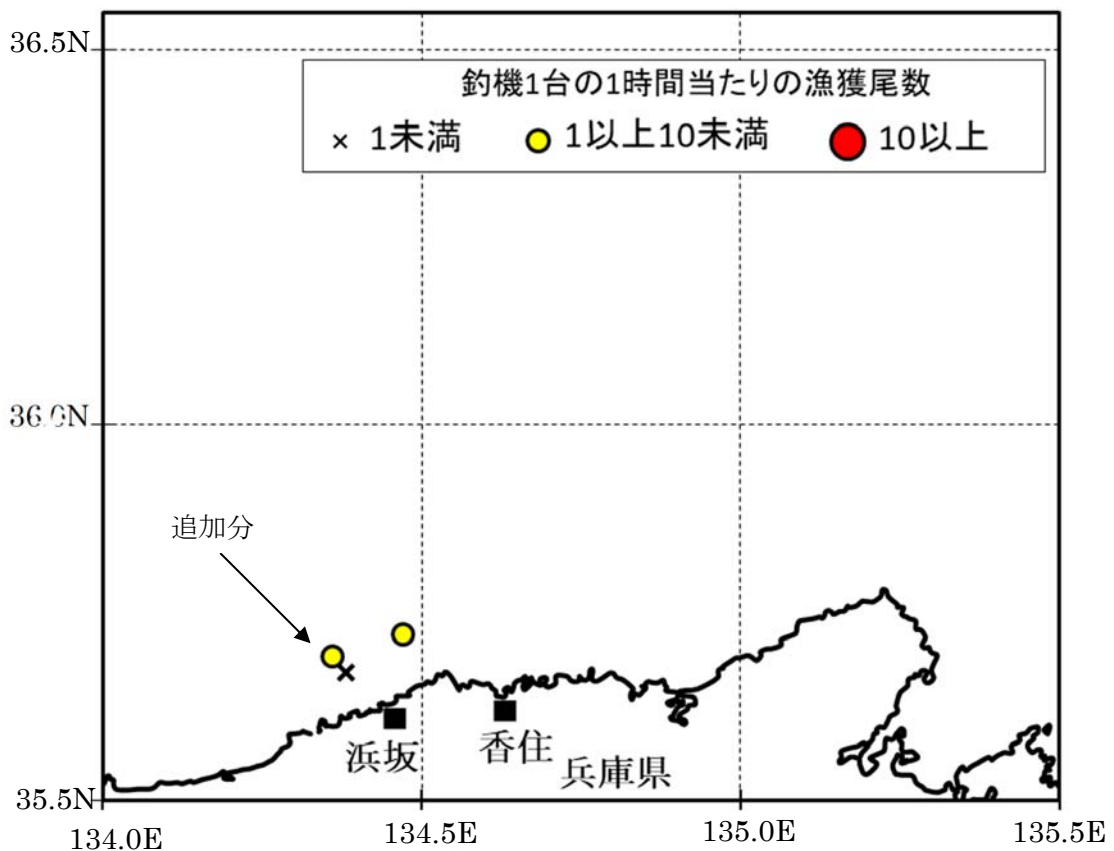 36.5N
釣機1台の1時間当たりの漁獲尾数
× 1未満 1以上10未満 10以上
36.0N
追加分
浜坂 香住 兵庫県
35.5N
134.0E 134.5E 135.0E 135.5E